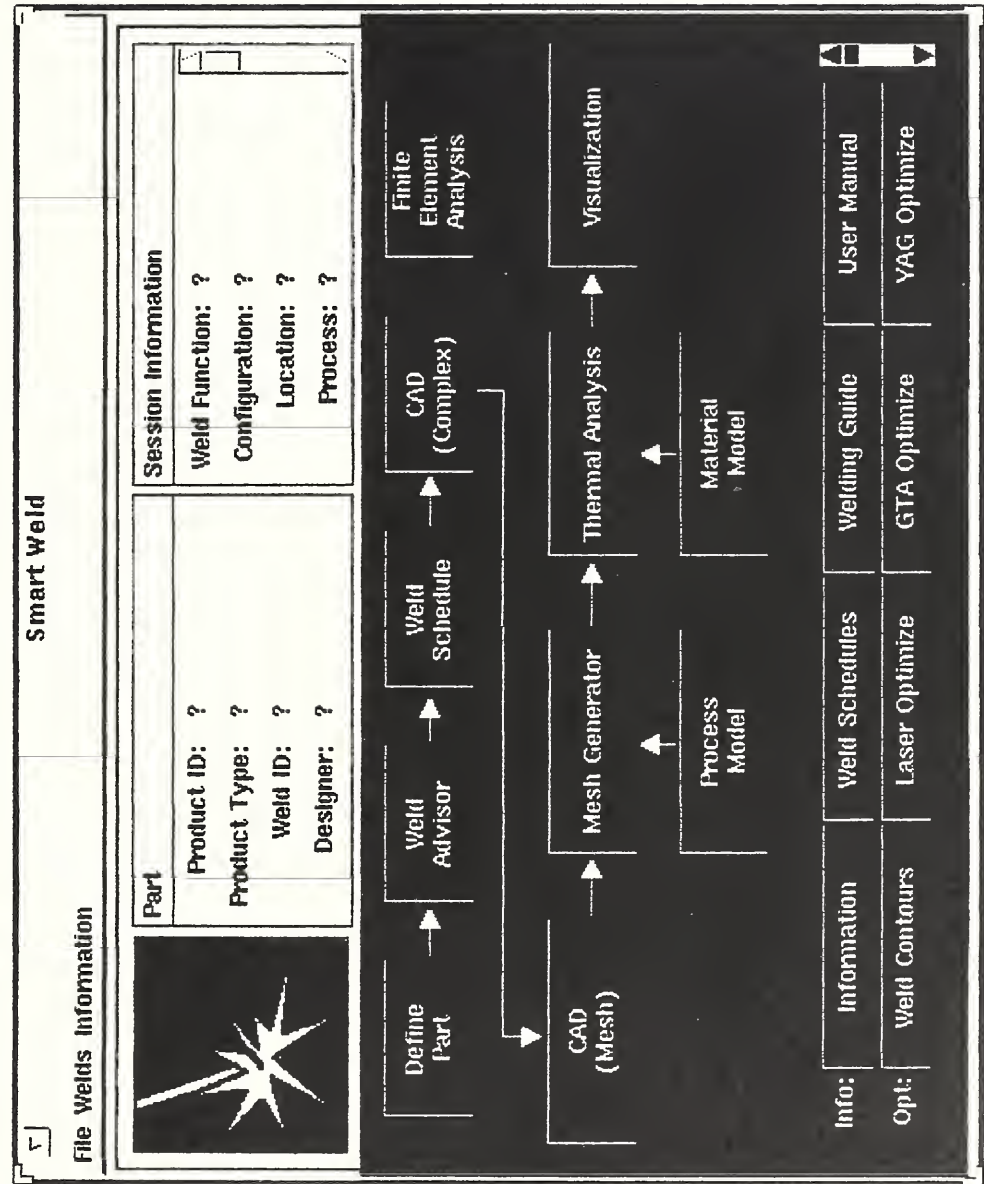 Smart Weld
File Welds Information
Part
Product ID: ?
Product Type: ?
Weld ID: ?
Designer: ?
Session Information
Weld Function: ?
Configuration: ?
Location: ?
Process: ?
Define
Part
Weld
Advisor
Weld
Schedule
CAD
(Complex)
Finite
Element
Analysis
CAD
(Mesh)
Mesh Generator
Thermal Analysis
Visualization
Process
Model
Material
Model
Info: Information Weld Schedules Welding Guide User Manual
Opt: Weld Contours Laser Optimize GTA Optimize YAG Optimize